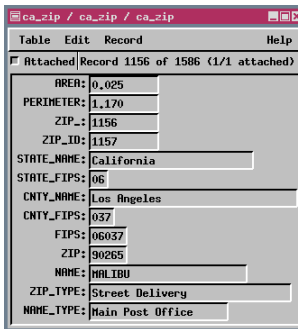 ca_zip / ca_zip / ca_zip
Table Edit Record Help
Attached Record 1156 of 1586 (1/1 attached)
AREA: 0.025
PERIMETER: 1.170
ZIP_: 1156
ZIP_ID: 1157
STATE_NAME: California
STATE_FIPS: 06
CNTY_NAME: Los Angeles
CNTY_FIPS: 037
FIPS: 06037
ZIP: 90265
NAME: MALIBU
ZIP_TYPE: Street Delivery
NAME_TYPE: Main Post Office